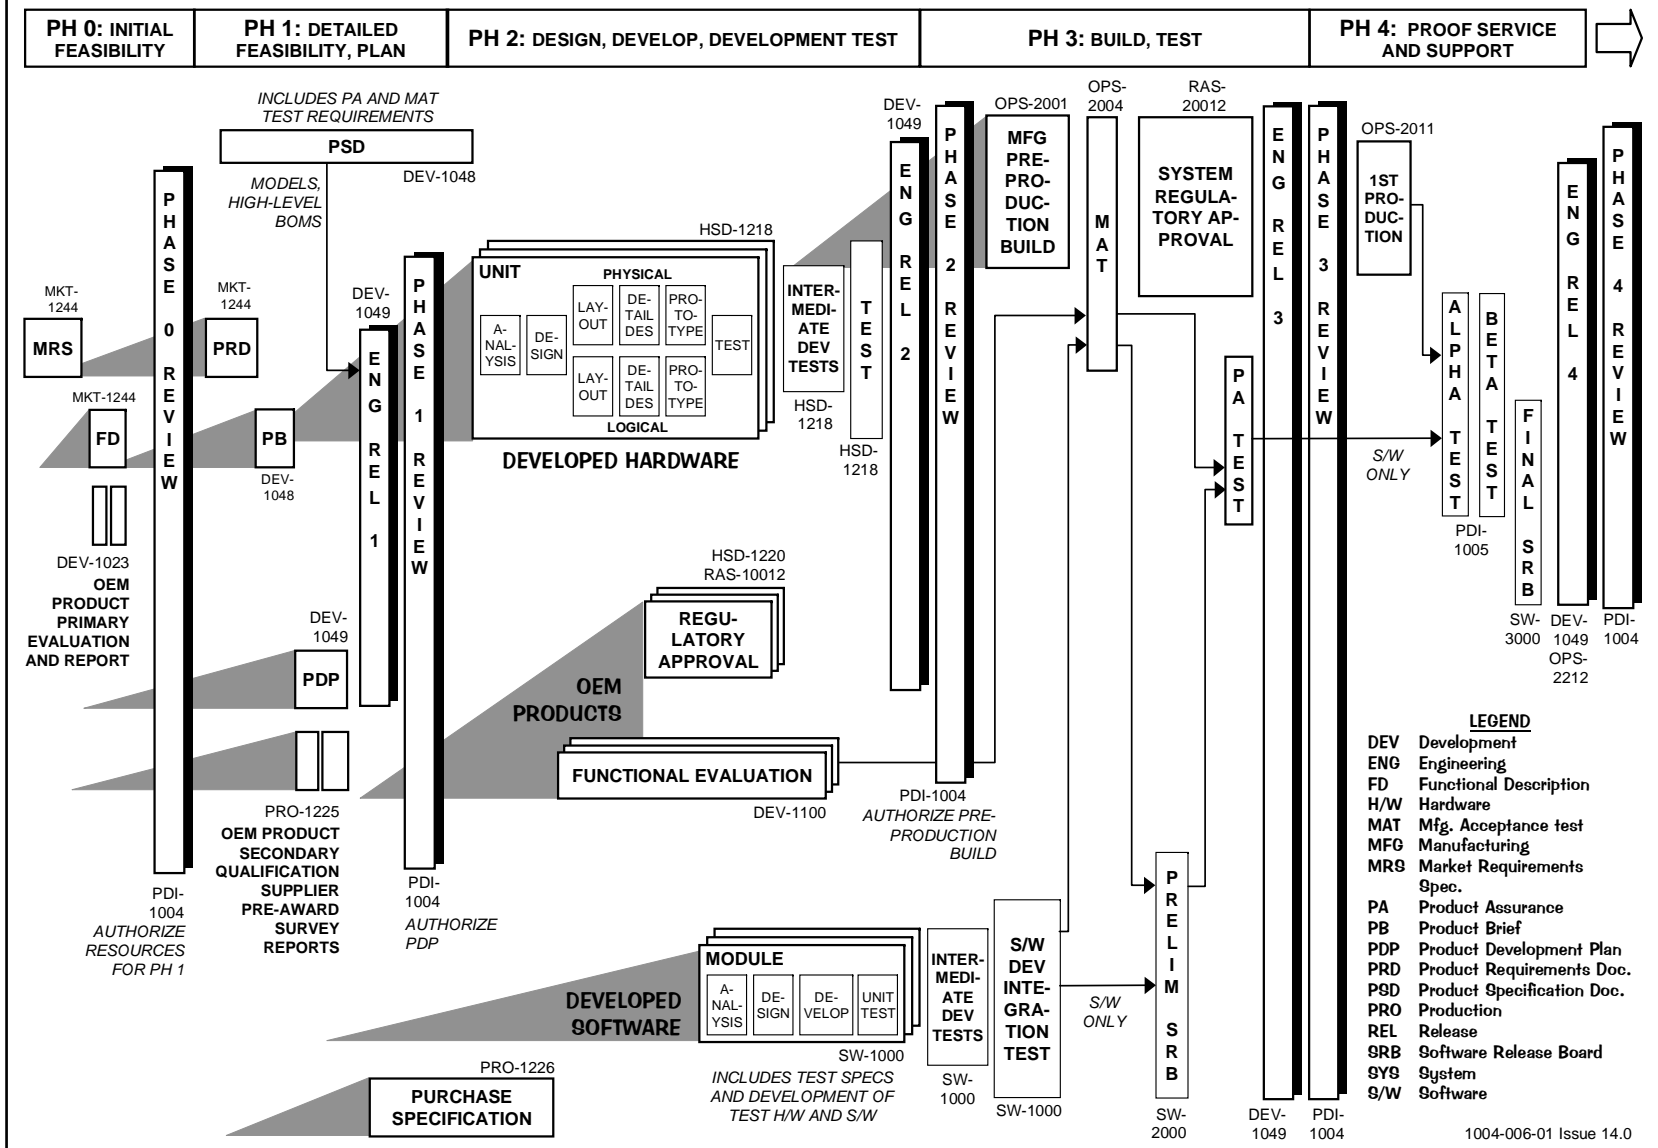 PH 0: INITIAL
FEASIBILITY
PH 1: DETAILED
FEASIBILITY, PLAN
PH 2: DESIGN, DEVELOP, DEVELOPMENT TEST
PH 3: BUILD, TEST
PH 4: PROOF SERVICE
AND SUPPORT
INCLUDES PA AND MAT
TEST REQUIREMENTS
PSD
DEV-1048
MODELS,
HIGH-LEVEL
BOMS
MKT-
1244
MRS
MKT-1244
FD
DEV-1023
OEM
PRODUCT
PRIMARY
EVALUATION
AND REPORT
PHASE 0 REVIEW
PDI-
1004
AUTHORIZE
RESOURCES
FOR PH 1
MKT-
1244
PRD
PB
DEV-
1048
DEV-
1049
PDP
PRO-1225
OEM PRODUCT
SECONDARY
QUALIFICATION
SUPPLIER
PRE-AWARD
SURVEY
REPORTS
DEV-
1049
ENG REL 1
PHASE 1 REVIEW
PDI-
1004
AUTHORIZE
PDP
HSD-1218
UNIT
PHYSICAL
A-
NAL-
YSIS
DE-
SIGN
LAY-
OUT
DE-
TAIL
DES
PRO-
TO-
TYPE
TEST
LAY-
OUT
DE-
TAIL
DES
PRO-
TO-
TYPE
LOGICAL
DEVELOPED HARDWARE
INTER-
MEDI-
ATE
DEV
TESTS
HSD-
1218
TEST
HSD-
1218
HSD-1220
RAS-10012
REGU-
LATORY
APPROVAL
OEM
PRODUCTS
FUNCTIONAL EVALUATION
DEV-1100
DEV-
1049
ENG REL 2
PHASE 2 REVIEW
PDI-1004
AUTHORIZE PRE-
PRODUCTION
BUILD
DEVELOPED
SOFTWARE
MODULE
A-
NAL-
YSIS
DE-
SIGN
DE-
VELOP
UNIT
TEST
SW-1000
INCLUDES TEST SPECS
AND DEVELOPMENT OF
TEST H/W AND S/W
PRO-1226
PURCHASE
SPECIFICATION
INTER-
MEDI-
ATE
DEV
TESTS
SW-
1000
S/W
DEV
INTE-
GRA-
TION
TEST
SW-1000
OPS-2001
MFG
PRE-
PRO-
DUC-
TION
BUILD
OPS-
2004
MAT
RAS-
20012
SYSTEM
REGULA-
TORY AP-
PROVAL
PA TEST
S/W
ONLY
PRELIM SRB
SW-
2000
ENG REL 3
DEV-
1049
PHASE 3 REVIEW
PDI-
1004
OPS-2011
1ST
PRO-
DUC-
TION
S/W
ONLY
ALPHA TEST
BETA TEST
PDI-
1005
FINAL SRB
SW-
3000
ENG REL 4
DEV-
1049
OPS-
2212
PHASE 4 REVIEW
PDI-
1004
LEGEND
DEV Development
ENG Engineering
FD Functional Description
H/W Hardware
MAT Mfg. Acceptance test
MFG Manufacturing
MRS Market Requirements
Spec.
PA Product Assurance
PB Product Brief
PDP Product Development Plan
PRD Product Requirements Doc.
PSD Product Specification Doc.
PRO Production
REL Release
SRB Software Release Board
SYS System
S/W Software
1004-006-01 Issue 14.0